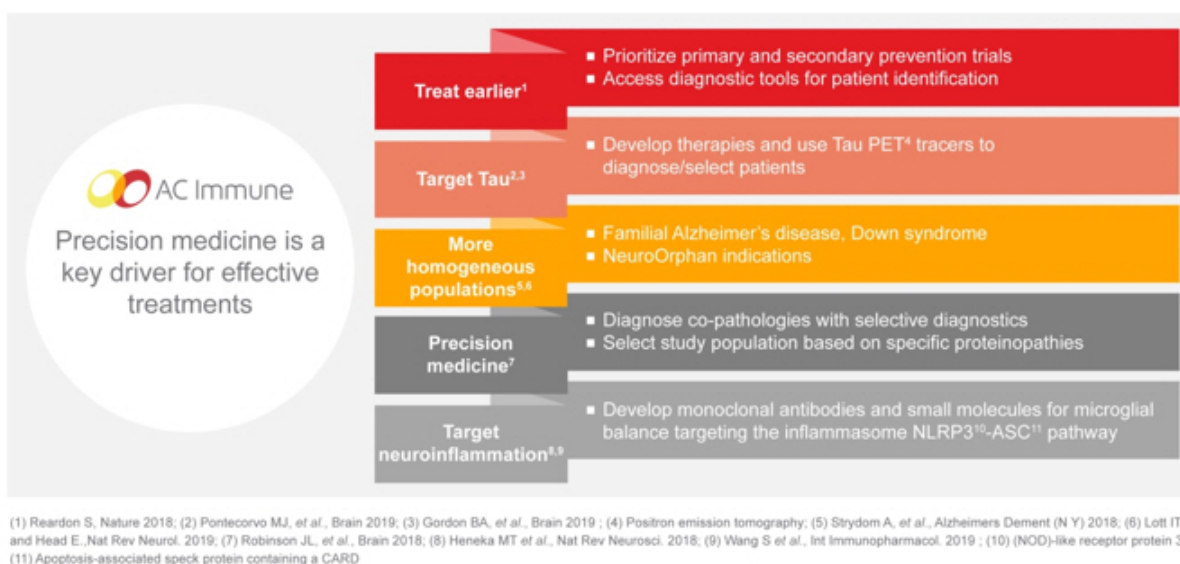 AC Immune
Precision medicine is a
key driver for effective
treatments
Treat earlier¹
▪ Prioritize primary and secondary prevention trials
▪ Access diagnostic tools for patient identification
Target Tau²,³
▪ Develop therapies and use Tau PET⁴ tracers to
diagnose/select patients
More
homogeneous
populations⁵,⁶
▪ Familial Alzheimer's disease, Down syndrome
▪ NeuroOrphan indications
Precision
medicine⁷
▪ Diagnose co-pathologies with selective diagnostics
▪ Select study population based on specific proteinopathies
Target
neuroinflammation⁸,⁹
▪ Develop monoclonal antibodies and small molecules for microglial
balance targeting the inflammasome NLRP3¹⁰-ASC¹¹ pathway
(1) Reardon S, Nature 2018; (2) Pontecorvo MJ, et al., Brain 2019; (3) Gordon BA, et al., Brain 2019 ; (4) Positron emission tomography; (5) Strydom A, et al., Alzheimers Dement (N Y) 2018; (6) Lott IT
and Head E.,Nat Rev Neurol. 2019; (7) Robinson JL, et al., Brain 2018; (8) Heneka MT et al., Nat Rev Neurosci. 2018; (9) Wang S et al., Int Immunopharmacol. 2019 ; (10) (NOD)-like receptor protein 3
(11) Apoptosis-associated speck protein containing a CARD